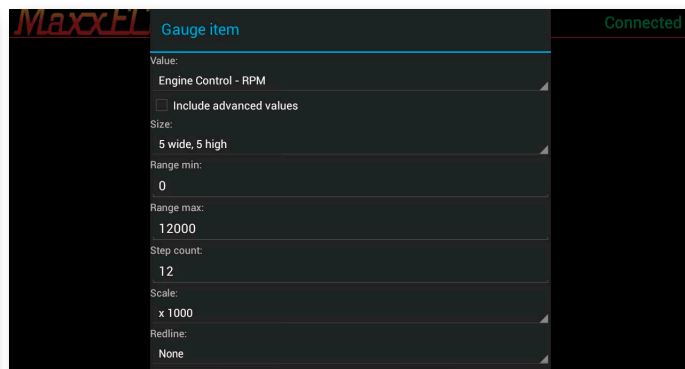 MaxxE
Gauge item
Connected
Value:
Engine Control - RPM
Include advanced values
Size:
5 wide, 5 high
Range min:
0
Range max:
12000
Step count:
12
Scale:
x 1000
Redline:
None